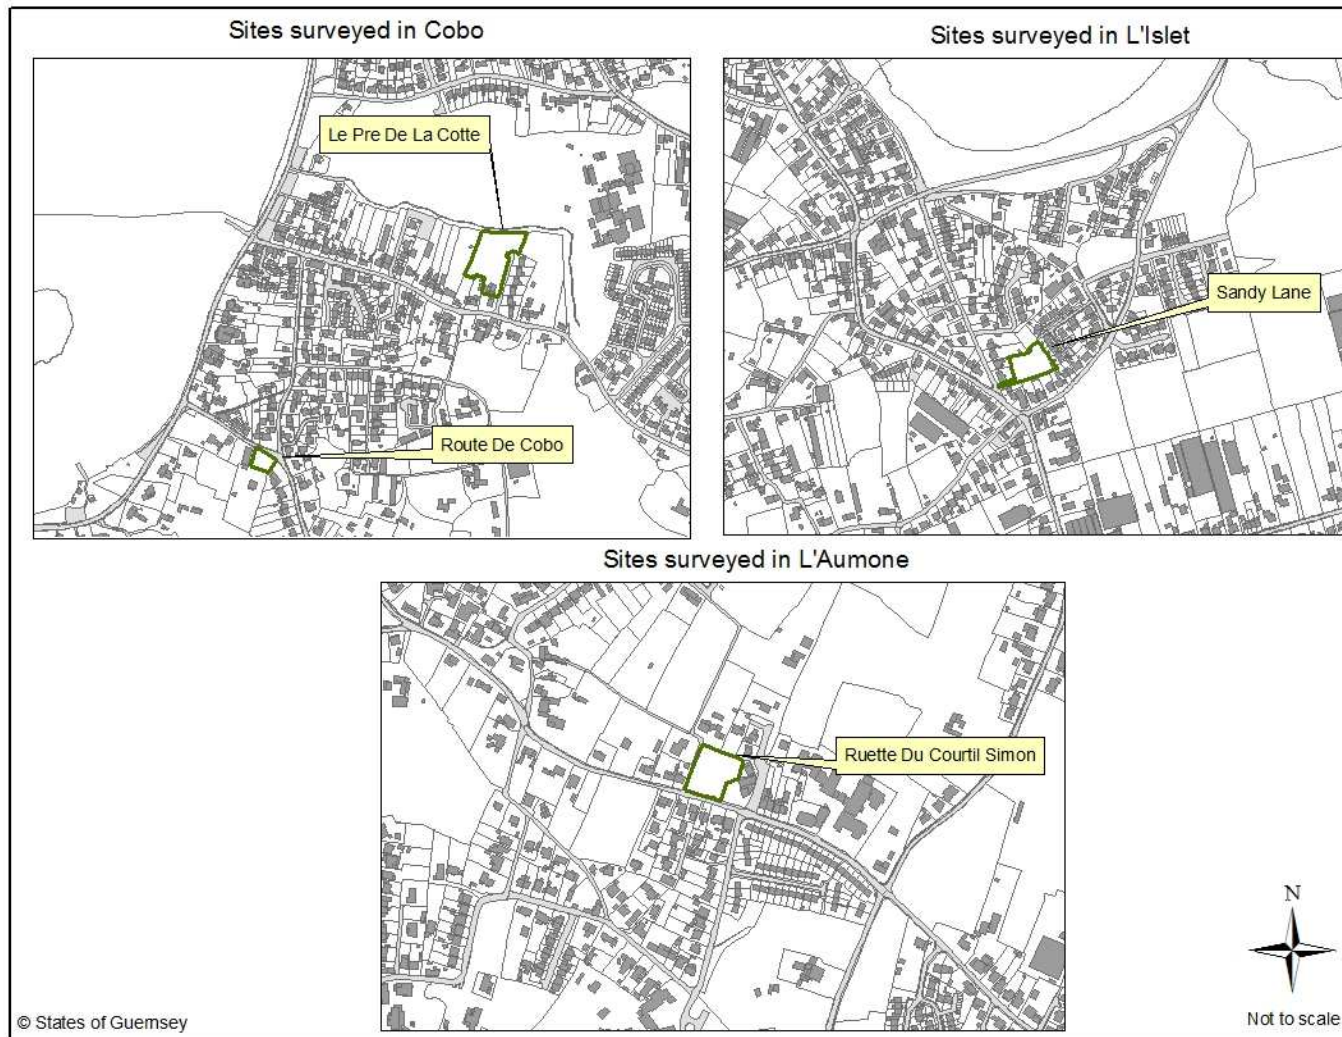 Sites surveyed in Cobo
Sites surveyed in L'Islet
Le Pre De La Cotte
Sandy Lane
Route De Cobo
Sites surveyed in L'Aumone
Ruette Du Courtil Simon
N
© States of Guernsey
Not to scale